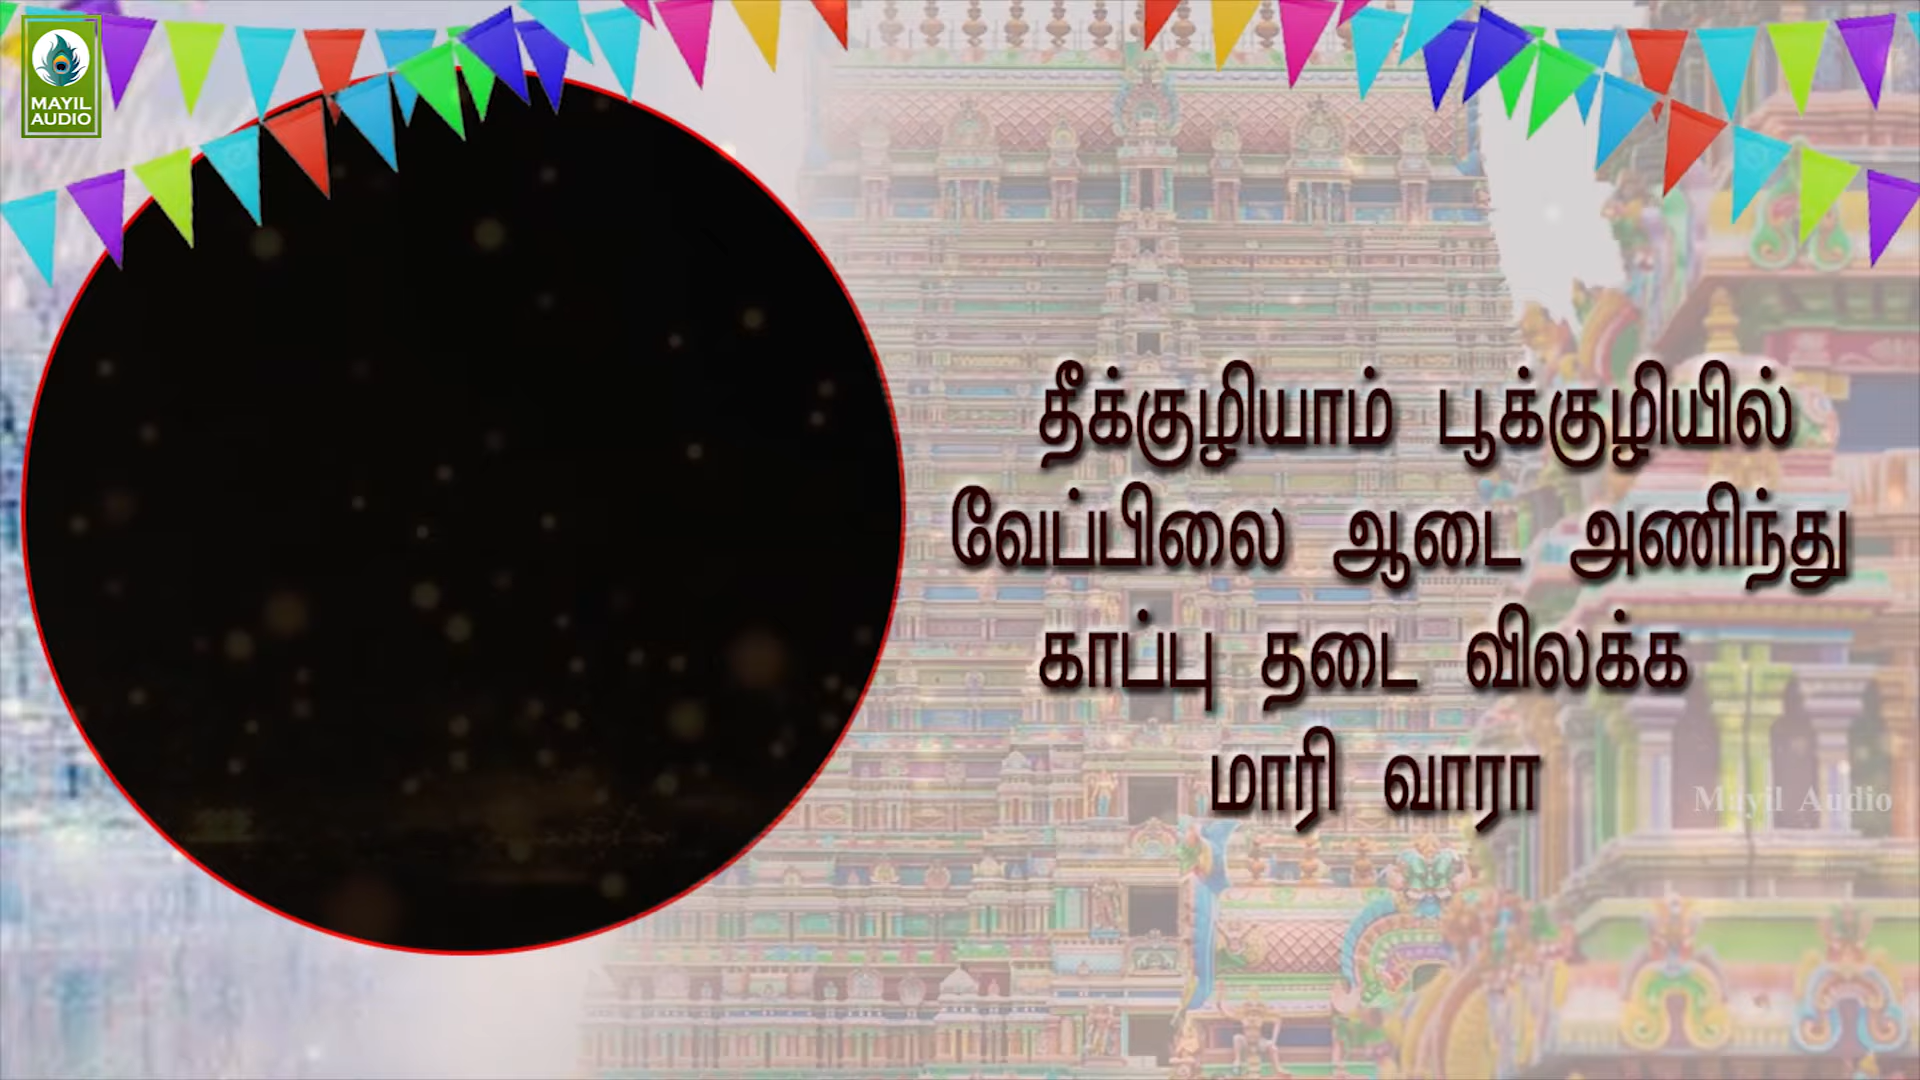 MAYIL
AUDIO
தீக்குழியாம் பூக்குழியில்
வேப்பிலை ஆடை அணிந்து
காப்பு தடை விலக்க
மாரி வாரா
Mayil Audio